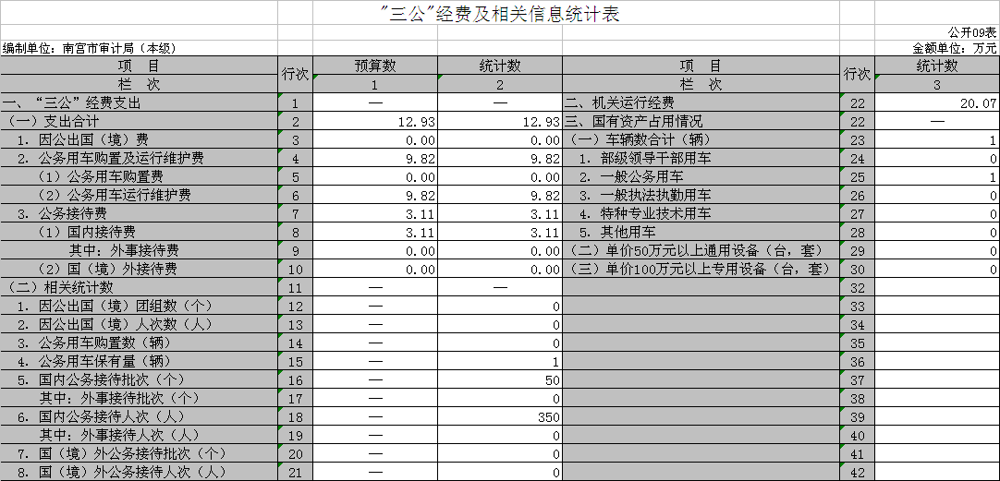 "三公"经费及相关信息统计表
公开09表
编制单位：南宫市审计局（本级） 金额单位：万元
项 目 行次 预算数 统计数 项 目 行次 统计数
栏 次 1 2 栏 次 3
一、“三公”经费支出 1 — — 二、机关运行经费 22 20.07
（一）支出合计 2 12.93 12.93 三、国有资产占用情况 22 —
1. 因公出国（境）费 3 0.00 0.00 （一）车辆数合计（辆） 23 1
2. 公务用车购置及运行维护费 4 9.82 9.82 1. 部级领导干部用车 24 0
（1）公务用车购置费 5 0.00 0.00 2. 一般公务用车 25 1
（2）公务用车运行维护费 6 9.82 9.82 3. 一般执法执勤用车 26 0
3. 公务接待费 7 3.11 3.11 4. 特种专业技术用车 27 0
（1）国内接待费 8 3.11 3.11 5. 其他用车 28 0
其中：外事接待费 9 0.00 0.00 （二）单价50万元以上通用设备（台，套） 29 0
（2）国（境）外接待费 10 0.00 0.00 （三）单价100万元以上专用设备（台，套） 30 0
（二）相关统计数 11 — — 32
1. 因公出国（境）团组数（个） 12 — 0 33
2. 因公出国（境）人次数（人） 13 — 0 34
3. 公务用车购置数（辆） 14 — 0 35
4. 公务用车保有量（辆） 15 — 1 36
5. 国内公务接待批次（个） 16 — 50 37
其中：外事接待批次（个） 17 — 0 38
6. 国内公务接待人次（人） 18 — 350 39
其中：外事接待人次（人） 19 — 0 40
7. 国（境）外公务接待批次（个） 20 — 0 41
8. 国（境）外公务接待人次（人） 21 — 0 42